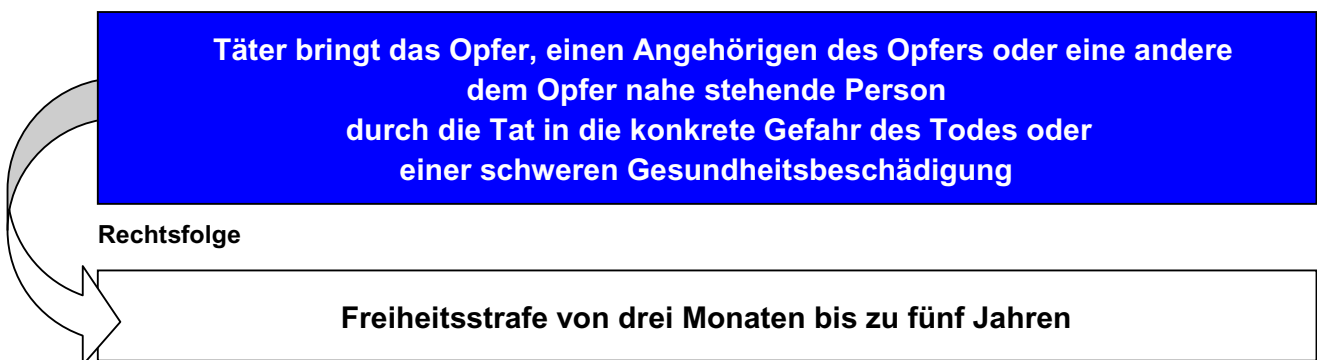 Täter bringt das Opfer, einen Angehörigen des Opfers oder eine andere
dem Opfer nahe stehende Person
durch die Tat in die konkrete Gefahr des Todes oder
einer schweren Gesundheitsbeschädigung
Rechtsfolge
Freiheitsstrafe von drei Monaten bis zu fünf Jahren